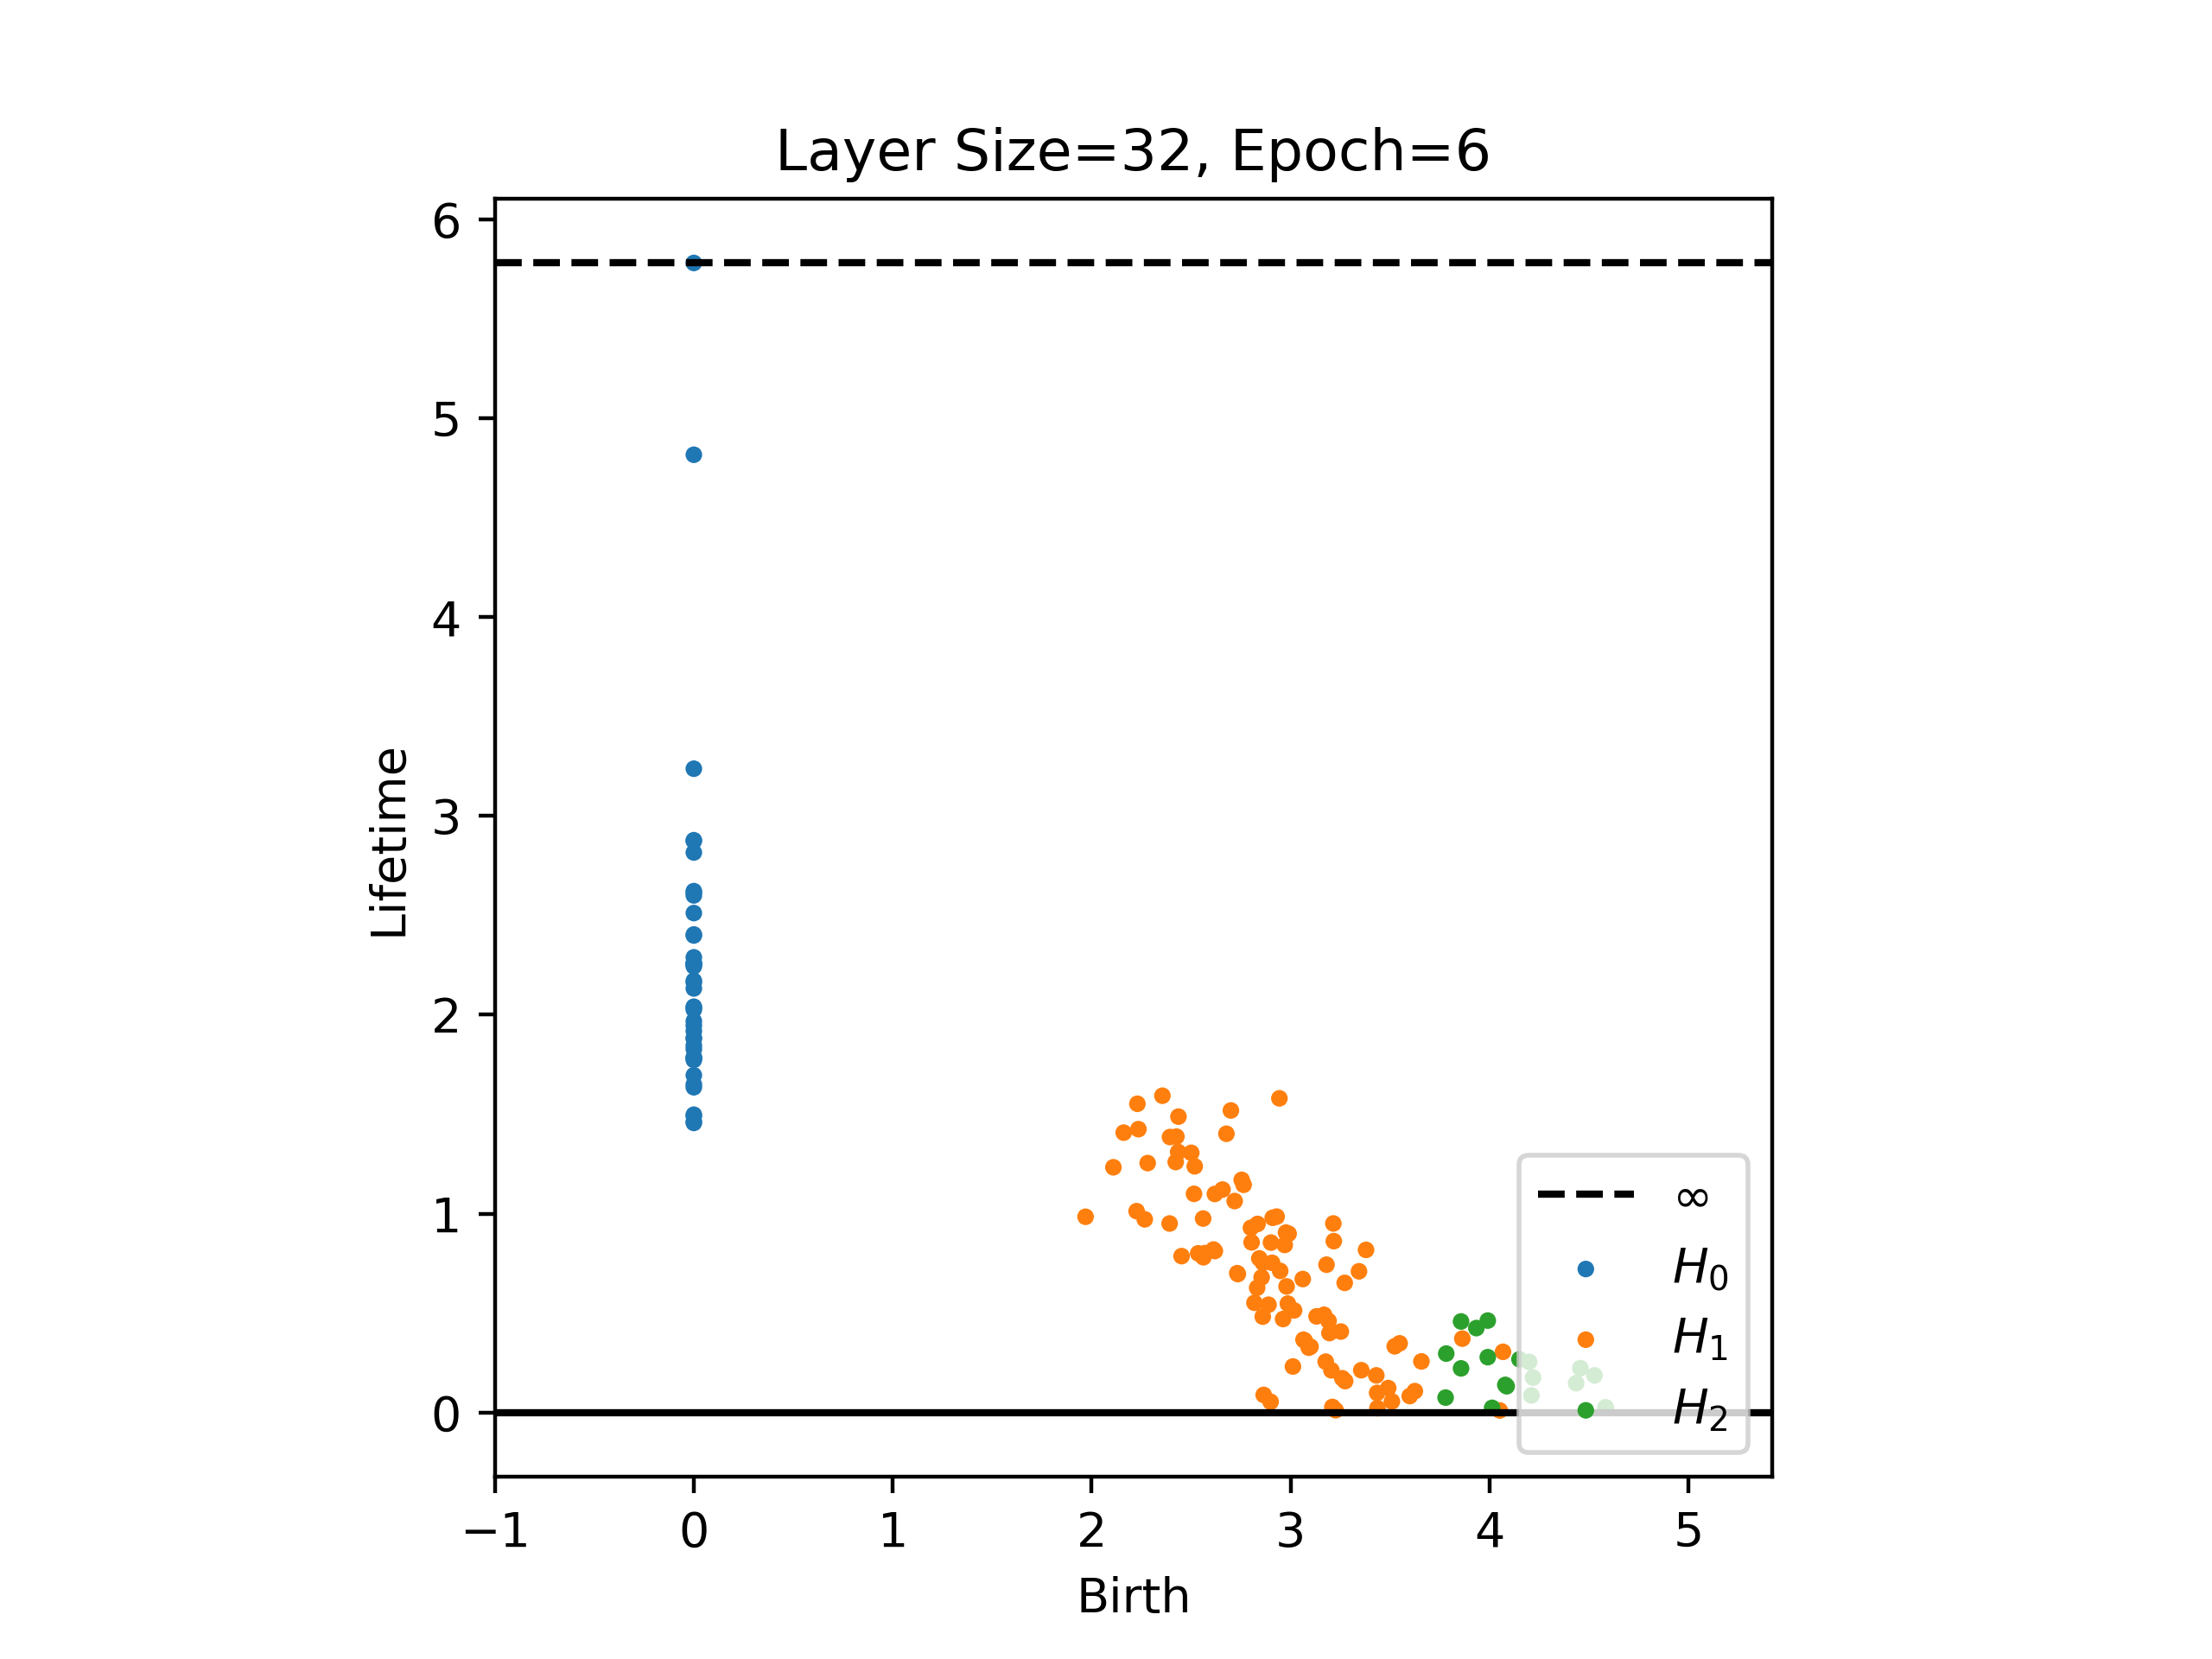 Layer Size=32, Epoch=6
6
5
4
3
2
1
0
Lifetime
∞
H₀
H₁
H₂
−1 0 1 2 3 4 5
Birth